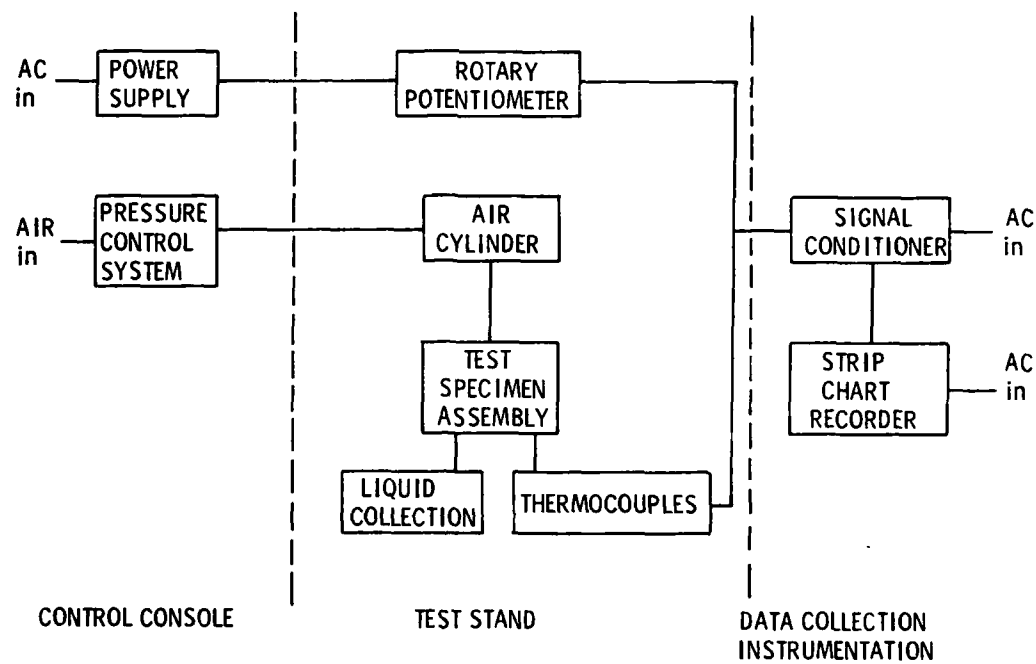 AC
in
POWER
SUPPLY
ROTARY
POTENTIOMETER
AIR
in
PRESSURE
CONTROL
SYSTEM
AIR
CYLINDER
SIGNAL
CONDITIONER
AC
in
TEST
SPECIMEN
ASSEMBLY
STRIP
CHART
RECORDER
AC
in
LIQUID
COLLECTION
THERMOCOUPLES
CONTROL CONSOLE
TEST STAND
DATA COLLECTION
INSTRUMENTATION